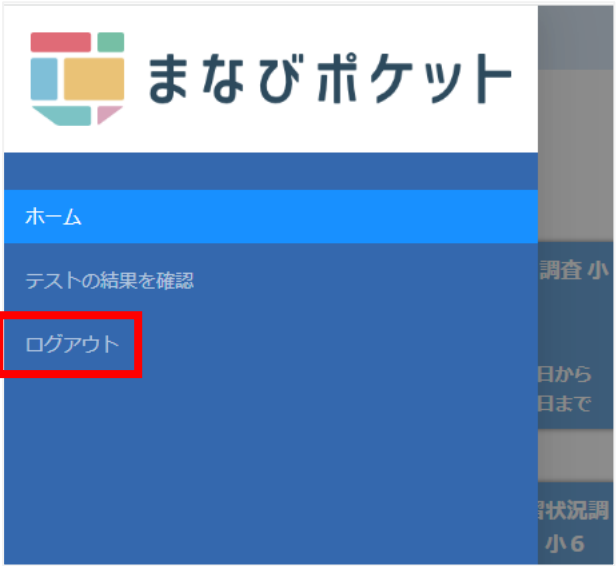 まなびポケット
ホーム
テストの結果を確認
ログアウト
調査 小
日から
日まで
習状況調
小6